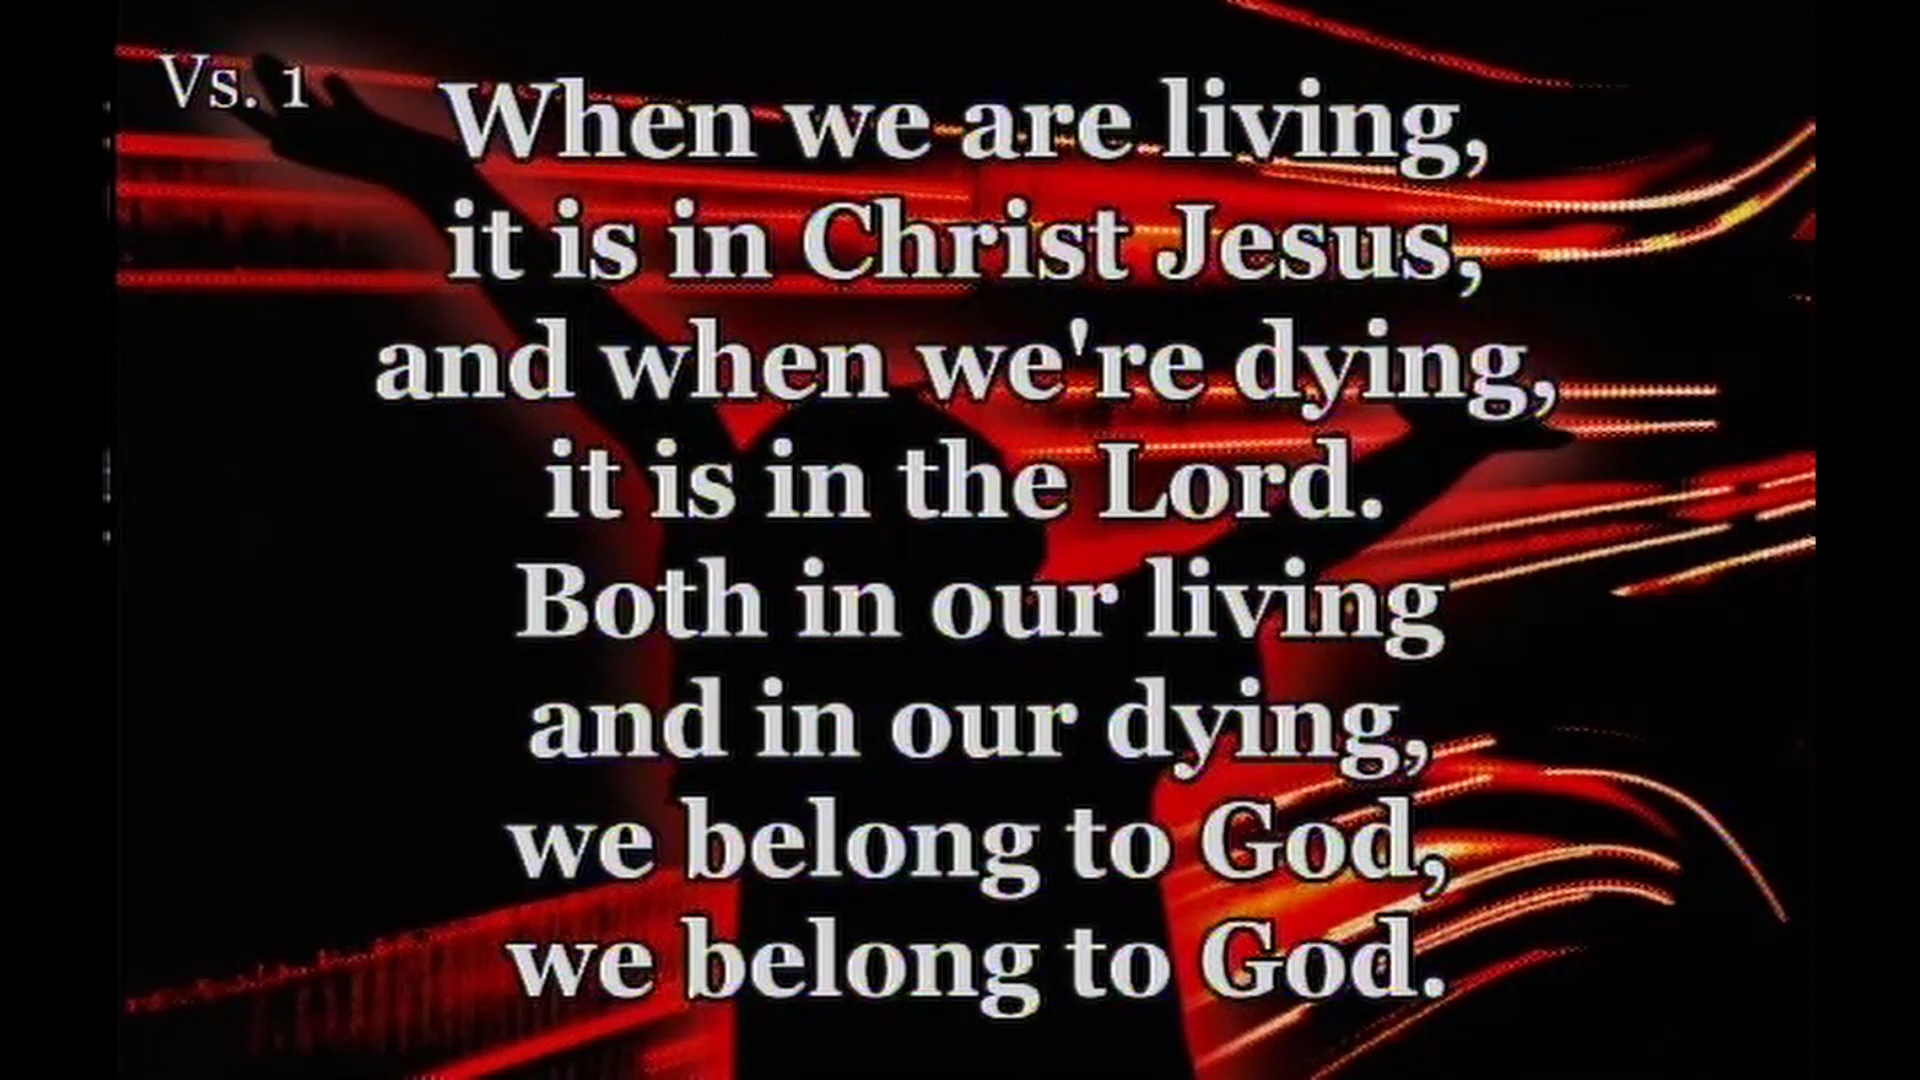 Vs. 1
When we are living,
it is in Christ Jesus,
and when we're dying,
it is in the Lord.
Both in our living
and in our dying,
we belong to God,
we belong to God.